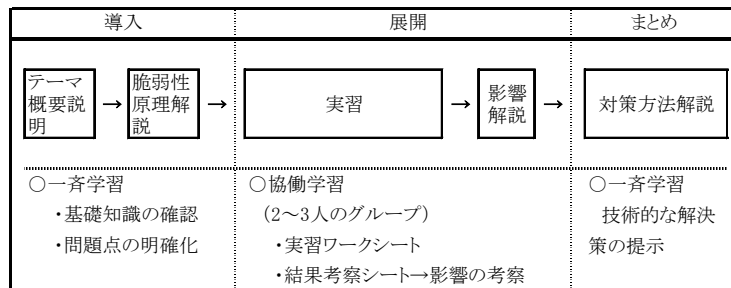 導入
展開
まとめ
テーマ
概要説
明
→
脆弱性
原理解
説
→
実習
→
影響
解説
→
対策方法解説
○一斉学習
・基礎知識の確認
・問題点の明確化
○協働学習
(2～3人のグループ)
・実習ワークシート
・結果考察シート→影響の考察
○一斉学習
技術的な解決
策の提示